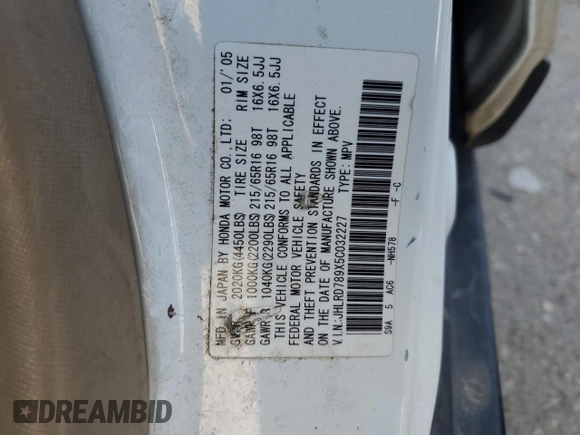 MFD. IN JAPAN BY HONDA MOTOR CO., LTD: 01/'05
2020KG(4450LBS) TIRE SIZE RIM SIZE
GAWR F 1000KG(2200LBS)215/65R16 98T 16X6.5JJ
GAWR R 1040KG(2290LBS)215/65R16 98T 16X6.5JJ
THIS VEHICLE CONFORMS TO ALL APPLICABLE
FEDERAL MOTOR VEHICLE SAFETY
AND THEFT PREVENTION STANDARDS IN EFFECT
ON THE DATE OF MANUFACTURE SHOWN ABOVE.
V.I.N:JHLRD789X5C032227 TYPE: MPV
-F -C
S9A 5 AC6 -NH578
DREAMBID